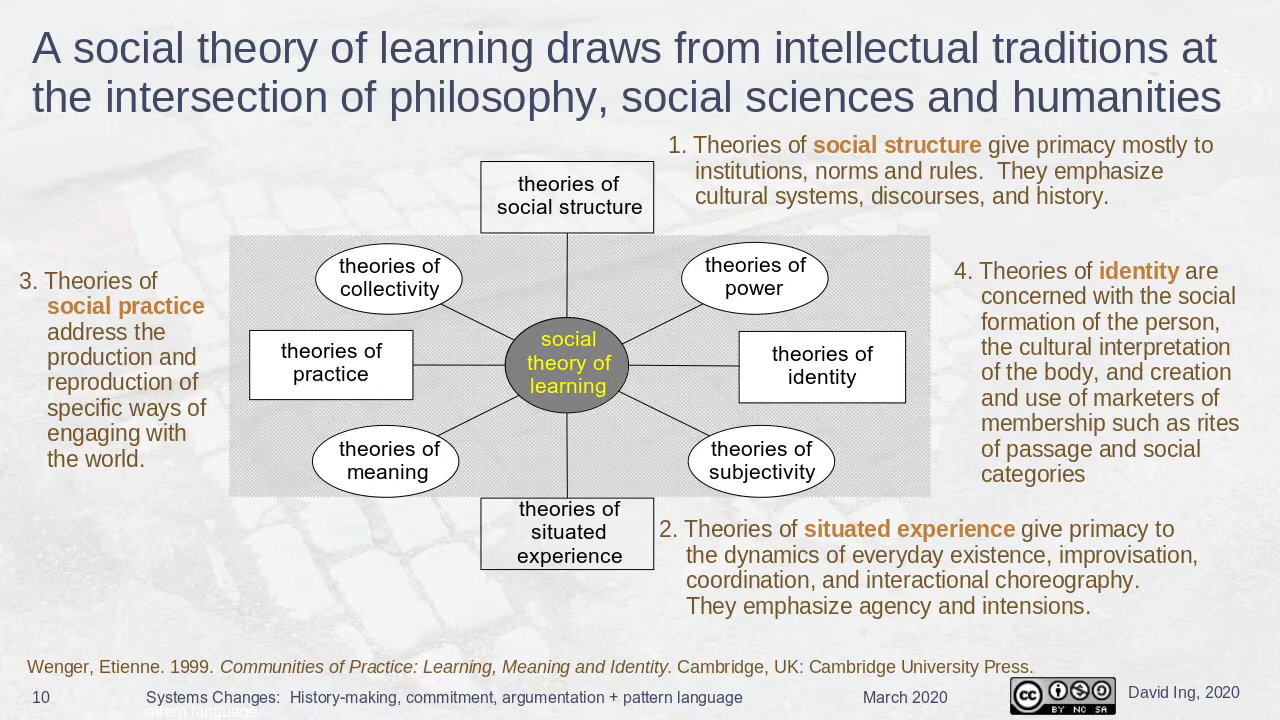 A social theory of learning draws from intellectual traditions at
the intersection of philosophy, social sciences and humanities
1. Theories of social structure give primacy mostly to
institutions, norms and rules.  They emphasize
cultural systems, discourses, and history.
theories of
social structure
theories of
collectivity
theories of
power
3. Theories of
social practice
address the
production and
reproduction of
specific ways of
engaging with
the world.
theories of
practice
social
theory of
learning
theories of
identity
4. Theories of identity are
concerned with the social
formation of the person,
the cultural interpretation
of the body, and creation
and use of marketers of
membership such as rites
of passage and social
categories
theories of
meaning
theories of
subjectivity
theories of
situated
experience
2. Theories of situated experience give primacy to
the dynamics of everyday existence, improvisation,
coordination, and interactional choreography.
They emphasize agency and intensions.
Wenger, Etienne. 1999. Communities of Practice: Learning, Meaning and Identity. Cambridge, UK: Cambridge University Press.
10 Systems Changes:  History-making, commitment, argumentation + pattern language March 2020 cc BY NC SA David Ing, 2020
attern language